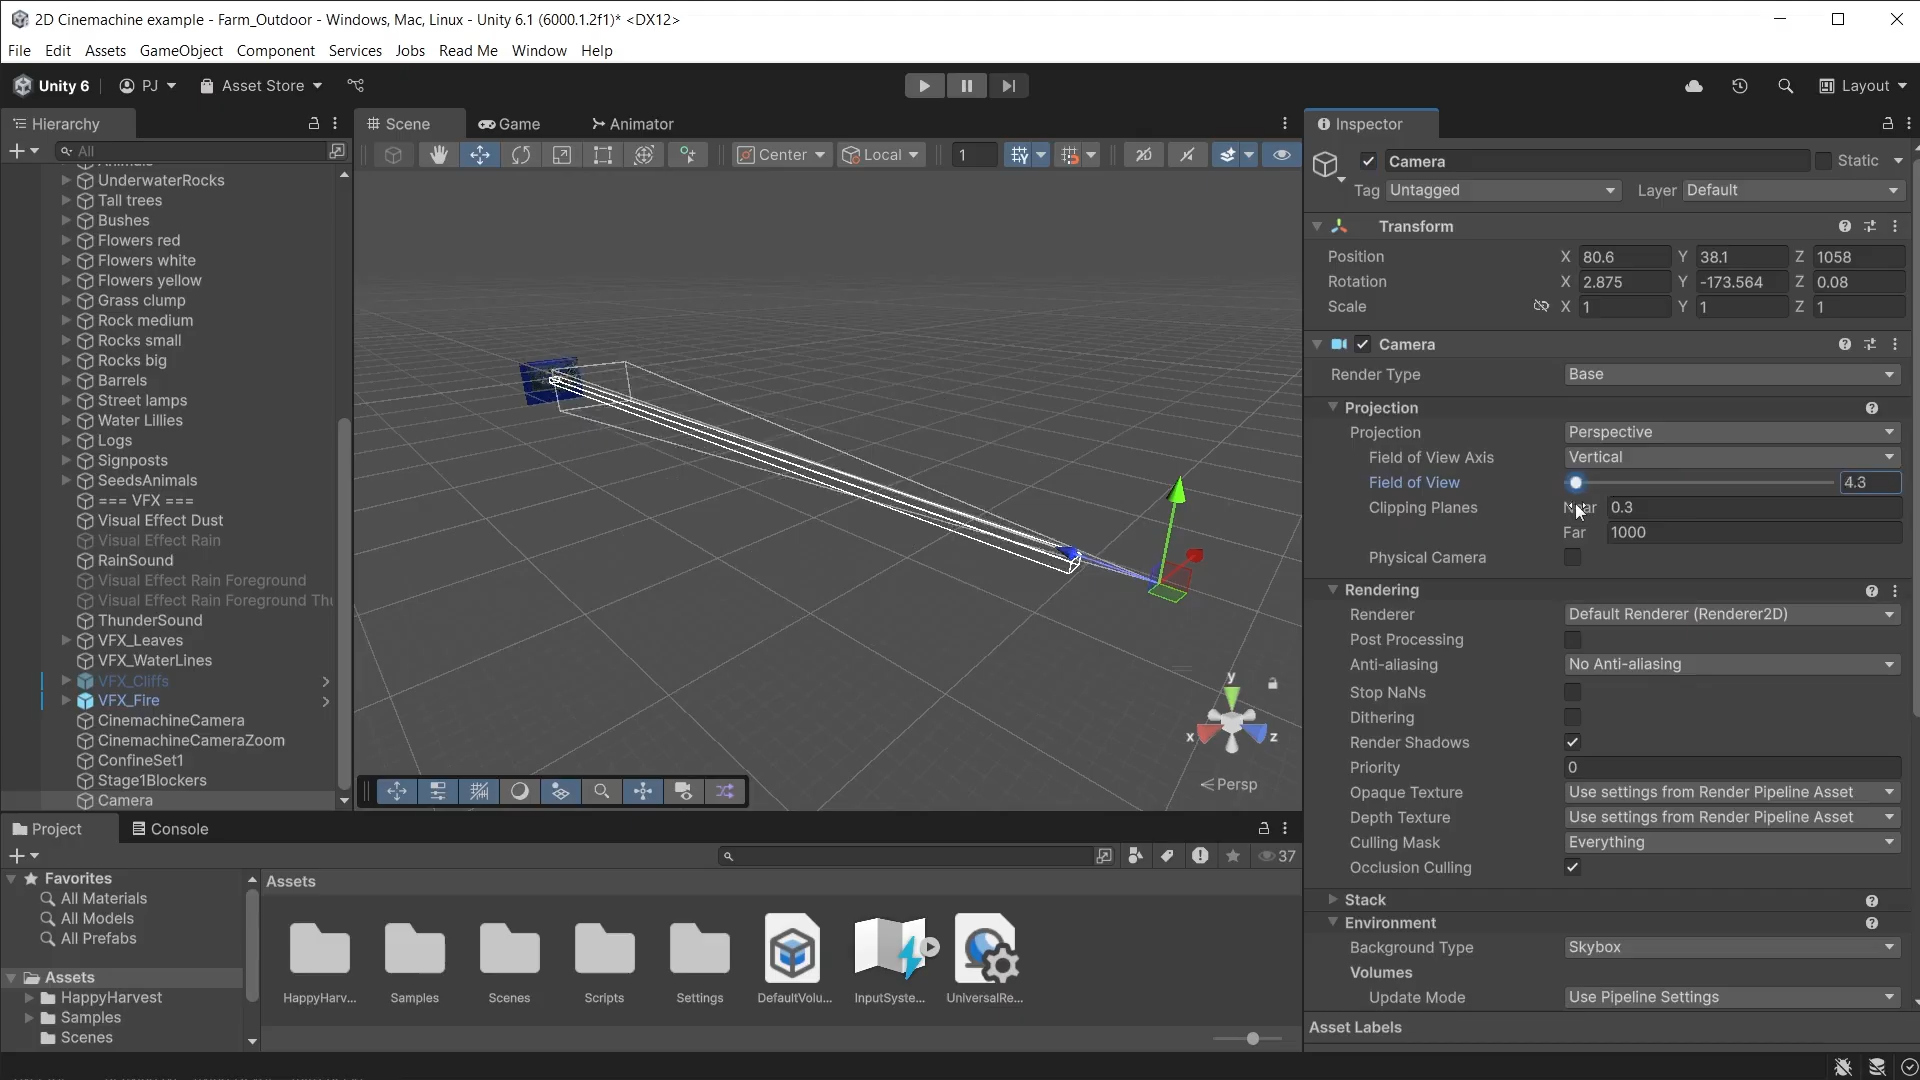 2D Cinemachine example - Farm_Outdoor - Windows, Mac, Linux - Unity 6.1 (6000.1.2f1)* <DX12>
File Edit Assets GameObject Component Services Jobs Read Me Window Help
Unity 6 PJ Asset Store Layout
Hierarchy
All
UnderwaterRocks
Tall trees
Bushes
Flowers red
Flowers white
Flowers yellow
Grass clump
Rock medium
Rocks small
Rocks big
Barrels
Street lamps
Water Lillies
Logs
Signposts
SeedsAnimals
=== VFX ===
Visual Effect Dust
Visual Effect Rain
RainSound
Visual Effect Rain Foreground
Visual Effect Rain Foreground Thu
ThunderSound
VFX_Leaves
VFX_WaterLines
VFX_Cliffs
VFX_Fire
CinemachineCamera
CinemachineCameraZoom
ConfineSet1
Stage1Blockers
Camera
Scene Game Animator
Center Local 1 2D
y
x z
Persp
Inspector
Camera Static
Tag Untagged Layer Default
Transform
Position X 80.6 Y 38.1 Z 1058
Rotation X 2.875 Y -173.564 Z 0.08
Scale X 1 Y 1 Z 1
Camera
Render Type Base
Projection
Projection Perspective
Field of View Axis Vertical
Field of View 4.3
Clipping Planes Near 0.3
Far 1000
Physical Camera
Rendering
Renderer Default Renderer (Renderer2D)
Post Processing
Anti-aliasing No Anti-aliasing
Stop NaNs
Dithering
Render Shadows
Priority 0
Opaque Texture Use settings from Render Pipeline Asset
Depth Texture Use settings from Render Pipeline Asset
Culling Mask Everything
Occlusion Culling
Stack
Environment
Background Type Skybox
Volumes
Update Mode Use Pipeline Settings
Asset Labels
Project Console
37
Favorites
All Materials
All Models
All Prefabs
Assets
HappyHarvest
Samples
Scenes
Assets
HappyHarv... Samples Scenes Scripts Settings DefaultVolu... InputSyste... UniversalRe...